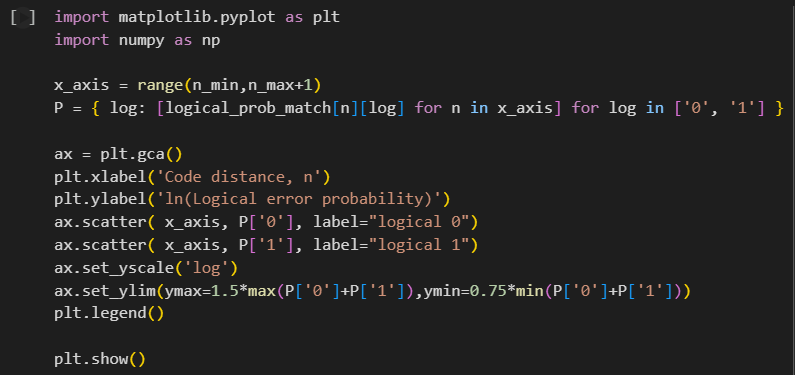 [ ] import matplotlib.pyplot as plt
import numpy as np
x_axis = range(n_min,n_max+1)
P = { log: [logical_prob_match[n][log] for n in x_axis] for log in ['0', '1'] }
ax = plt.gca()
plt.xlabel('Code distance, n')
plt.ylabel('ln(Logical error probability)')
ax.scatter( x_axis, P['0'], label="logical 0")
ax.scatter( x_axis, P['1'], label="logical 1")
ax.set_yscale('log')
ax.set_ylim(ymax=1.5*max(P['0']+P['1']),ymin=0.75*min(P['0']+P['1']))
plt.legend()
plt.show()